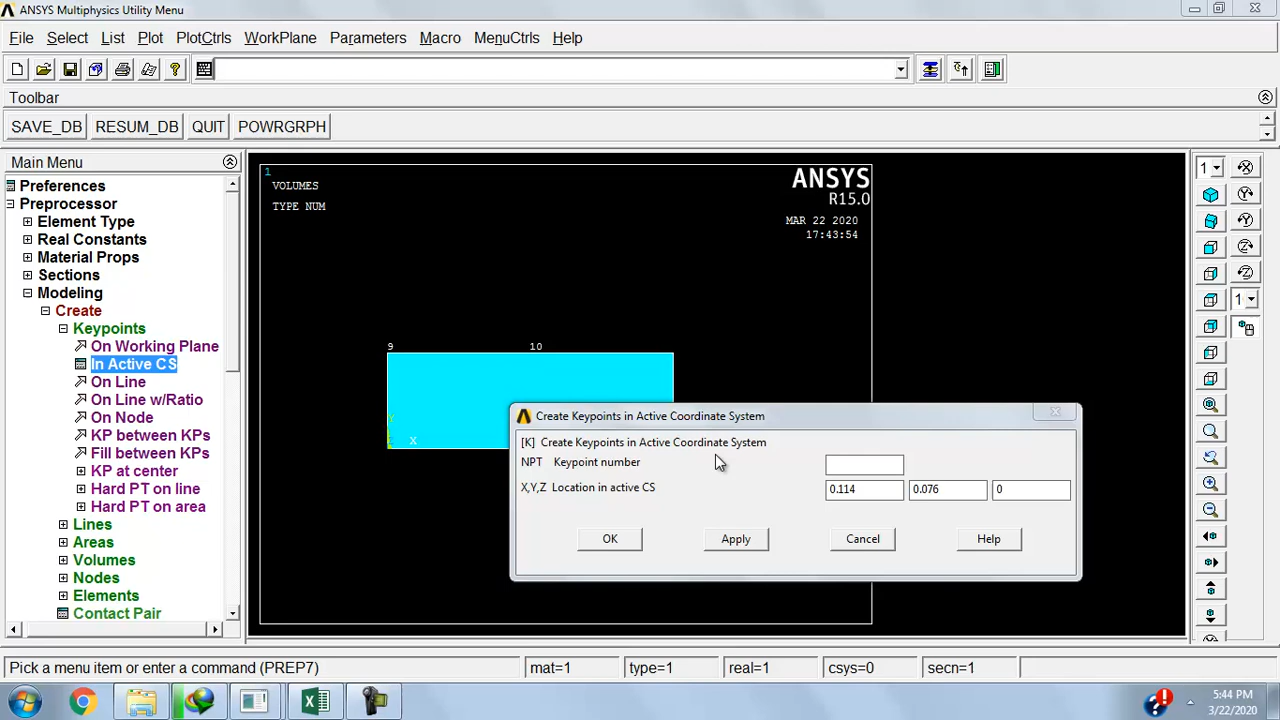 ANSYS Multiphysics Utility Menu
File Select List Plot PlotCtrls WorkPlane Parameters Macro MenuCtrls Help
Toolbar
SAVE_DB RESUM_DB QUIT POWRGRPH
Main Menu
Preferences
Preprocessor
Element Type
Real Constants
Material Props
Sections
Modeling
Create
Keypoints
On Working Plane
In Active CS
On Line
On Line w/Ratio
On Node
KP between KPs
Fill between KPs
KP at center
Hard PT on line
Hard PT on area
Lines
Areas
Volumes
Nodes
Elements
Contact Pair
1
VOLUMES
TYPE NUM
ANSYS
R15.0
MAR 22 2020
17:43:54
9 10
Y
Z X
Create Keypoints in Active Coordinate System
[K] Create Keypoints in Active Coordinate System
NPT Keypoint number
X,Y,Z Location in active CS 0.114 0.076 0
OK Apply Cancel Help
1
1
Pick a menu item or enter a command (PREP7) mat=1 type=1 real=1 csys=0 secn=1
5:44 PM
3/22/2020